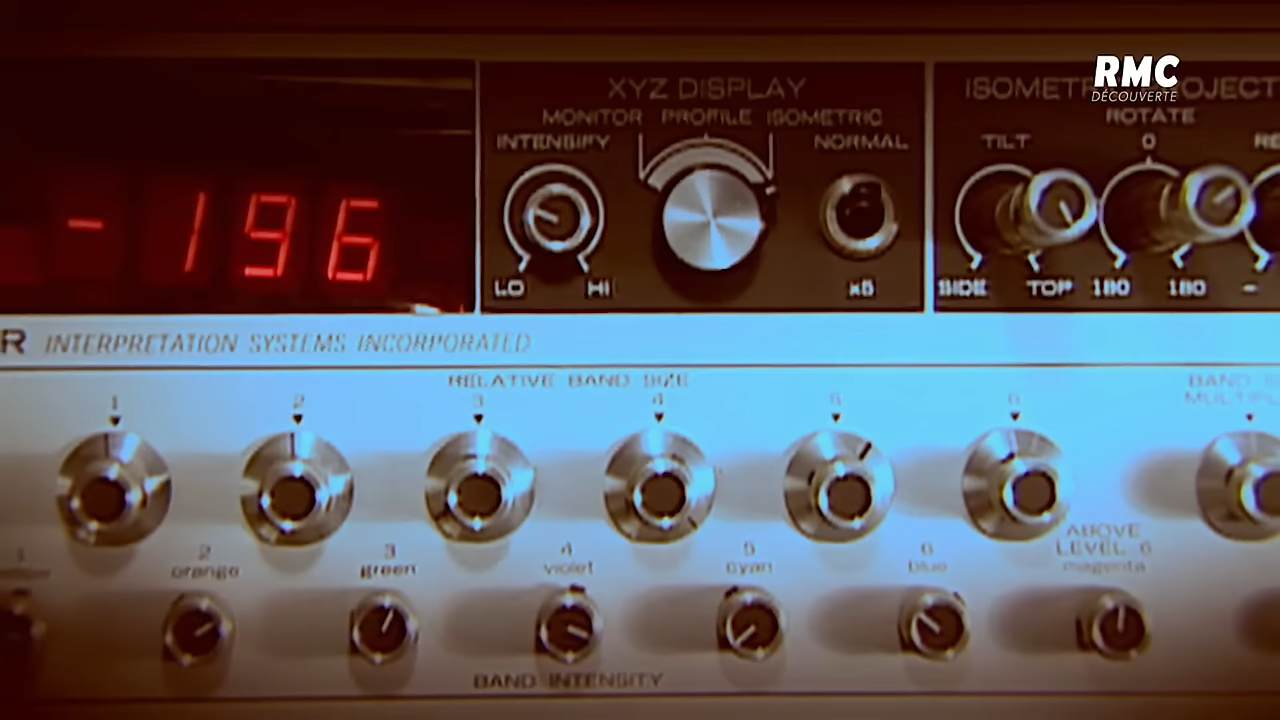 RMC
DÉCOUVERTE
XYZ DISPLAY
MONITOR PROFILE ISOMETRIC
INTENSIFY
NORMAL
LO
HI
x5
-196
ROTATE
TILT
0
SIDE
TOP
180
180
-
R INTERPRETATION SYSTEMS INCORPORATED
RELATIVE BAND SIZE
1
2
3
4
5
6
BAND
1
2
orange
3
green
4
violet
5
cyan
6
blue
ABOVE
LEVEL 6
magenta
BAND INTENSITY